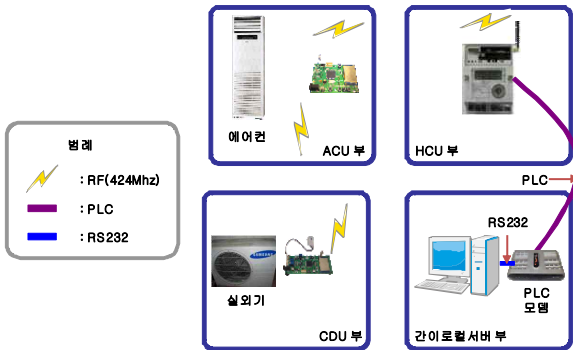 범례
: RF(424Mhz)
: PLC
: RS232
에어컨
ACU 부
HCU 부
PLC
SAMSUNG
실외기
CDU 부
RS232
PLC
모뎀
간이로컬서버 부